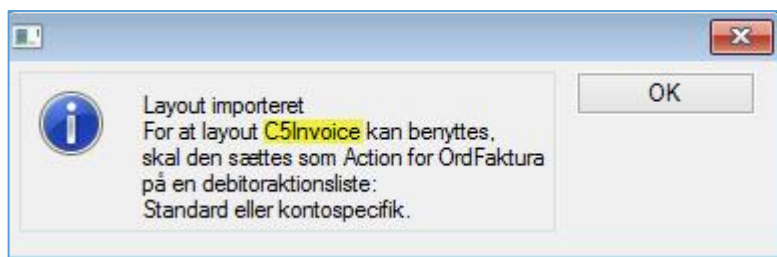 Layout importeret
For at layout C5Invoice kan benyttes,
skal den sættes som Action for OrdFaktura
på en debitoraktionsliste:
Standard eller kontospecifik.
OK